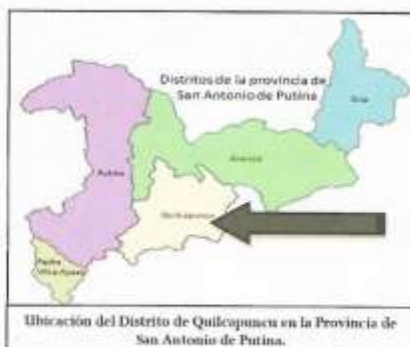 Distritos de la provincia de
San Antonio de Putina
Sina
Ananea
Putina
Quilcapuncu
Pedro
Vilca Apaza
Ubicación del Distrito de Quilcapuncu en la Provincia de
San Antonio de Putina.